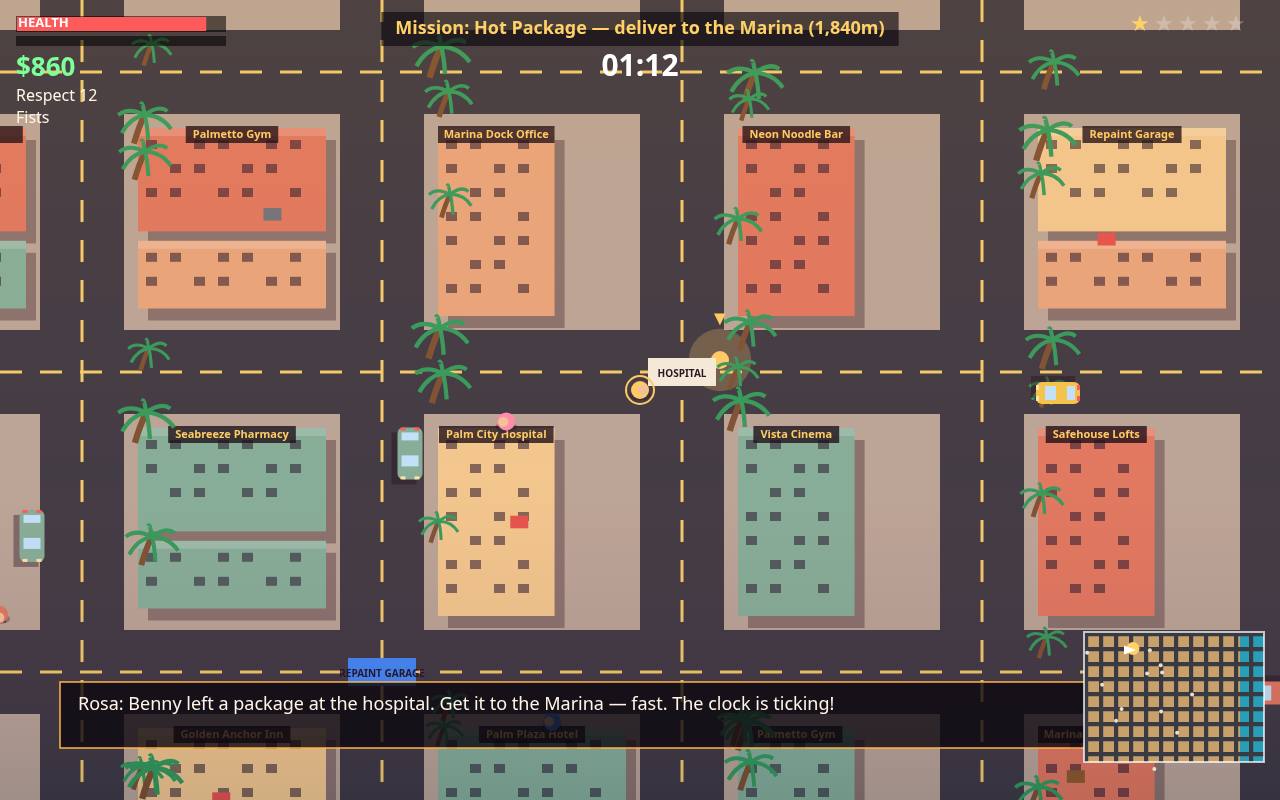 HEALTH
Mission: Hot Package — deliver to the Marina (1,840m)
$860
01:12
Respect 12
Fists
Palmetto Gym
Marina Dock Office
Neon Noodle Bar
Repaint Garage
HOSPITAL
Seabreeze Pharmacy
Palm City Hospital
Vista Cinema
Safehouse Lofts
REPAINT GARAGE
Rosa: Benny left a package at the hospital. Get it to the Marina — fast. The clock is ticking!
Golden Anchor Inn
Palm Plaza Hotel
Palmetto Gym
Marina